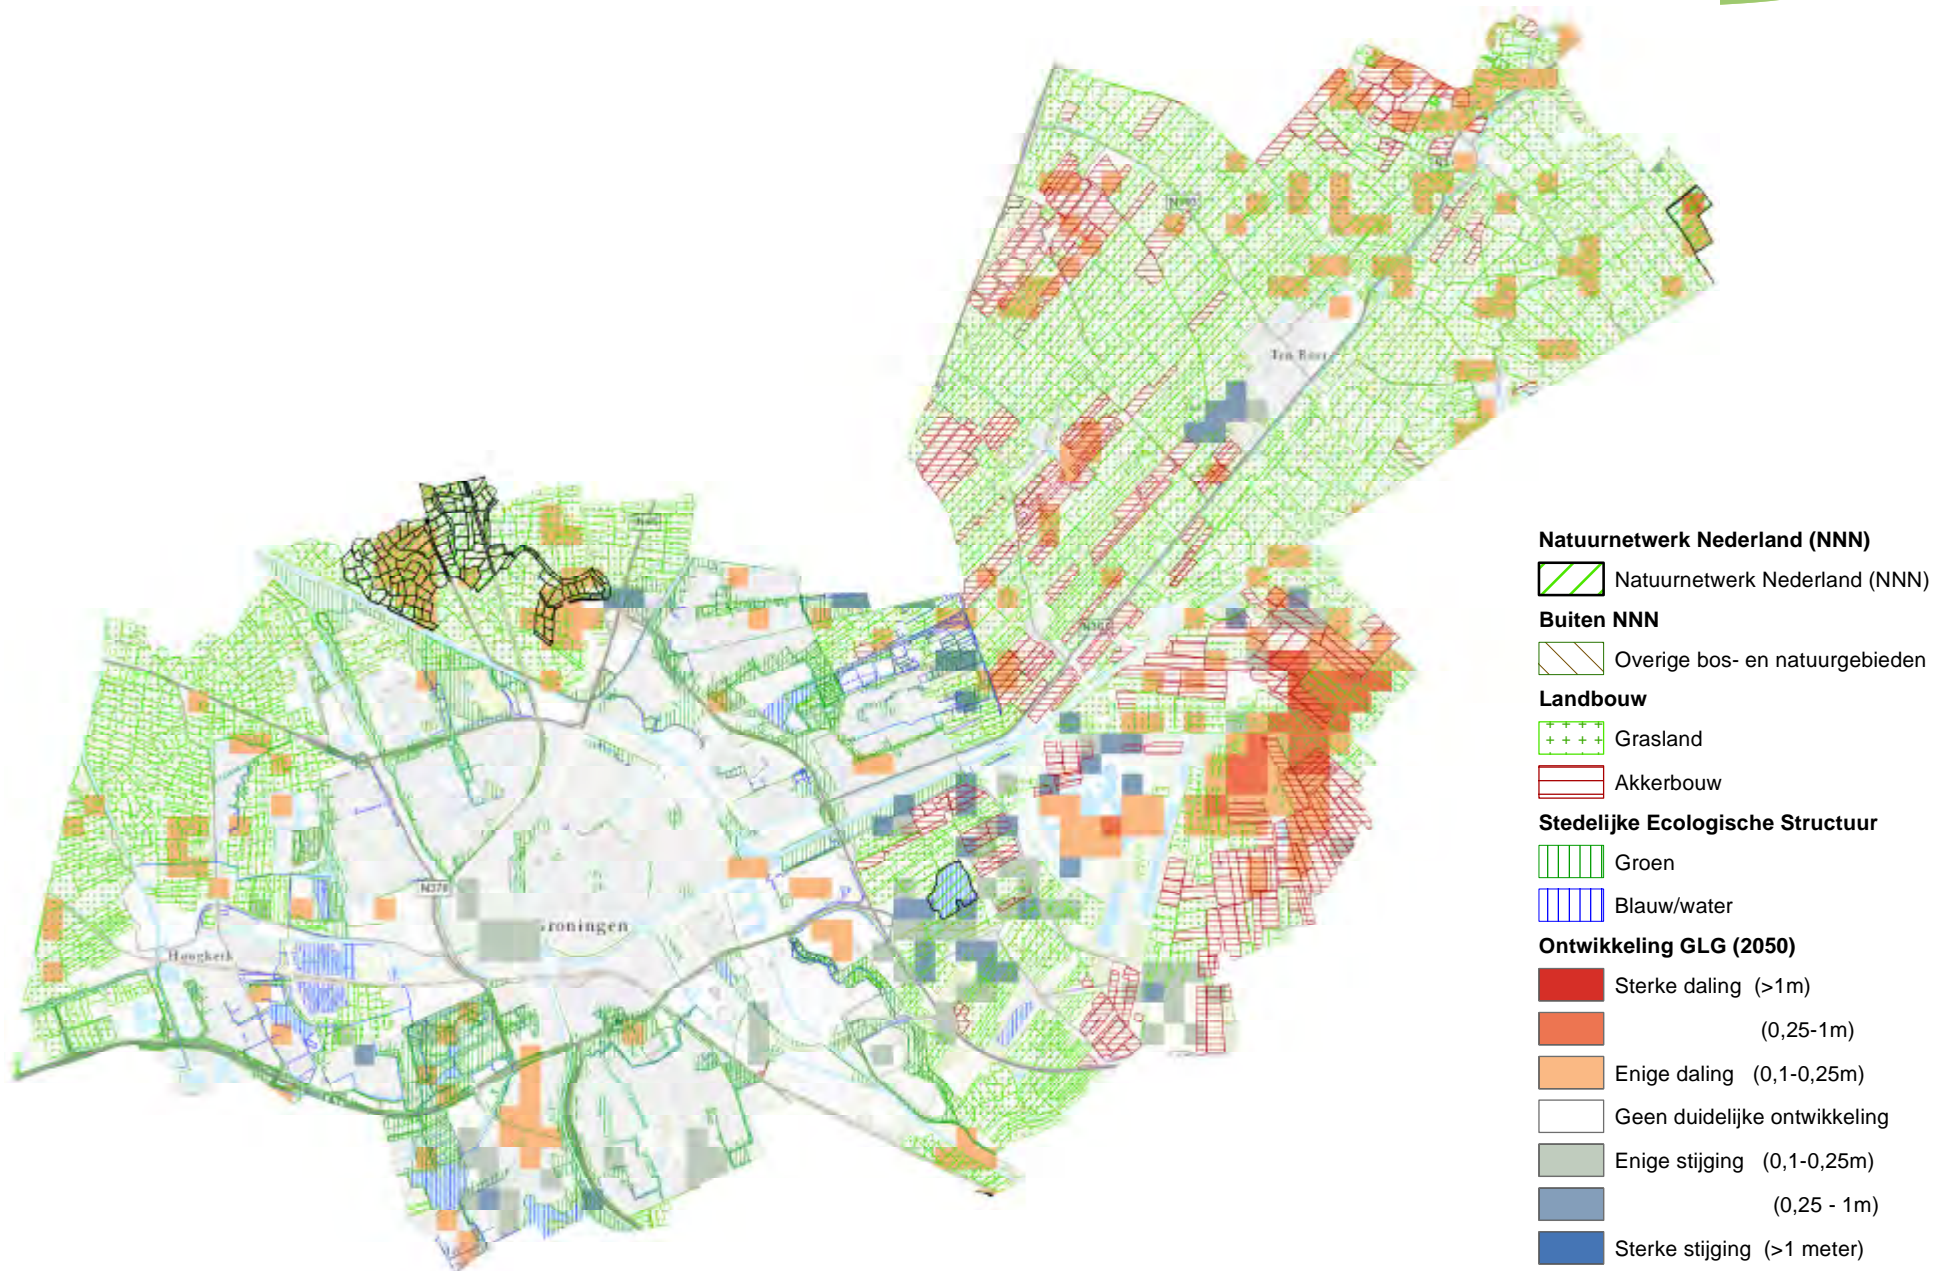 Ten Boer
Groningen
Hoogkerk
N370
Natuurnetwerk Nederland (NNN)
Natuurnetwerk Nederland (NNN)
Buiten NNN
Overige bos- en natuurgebieden
Landbouw
Grasland
Akkerbouw
Stedelijke Ecologische Structuur
Groen
Blauw/water
Ontwikkeling GLG (2050)
Sterke daling (>1m)
(0,25-1m)
Enige daling (0,1-0,25m)
Geen duidelijke ontwikkeling
Enige stijging (0,1-0,25m)
(0,25 - 1m)
Sterke stijging (>1 meter)